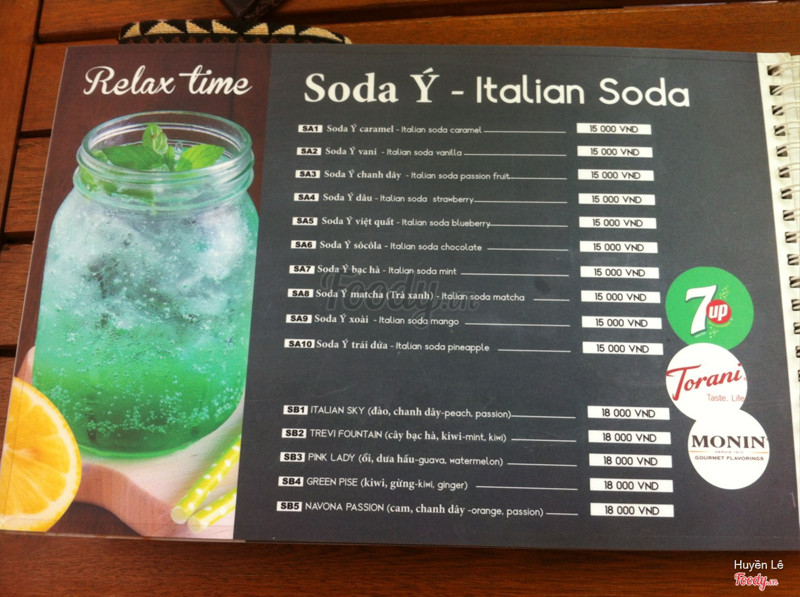 Relax time
Soda Ý - Italian Soda
SA1 Soda Ý caramel - Italian soda caramel 15 000 VND
SA2 Soda Ý vani - Italian soda vanilla 15 000 VND
SA3 Soda Ý chanh dây - Italian soda passion fruit 15 000 VND
SA4 Soda Ý dâu - Italian soda strawberry 15 000 VND
SA5 Soda Ý việt quất - Italian soda blueberry 15 000 VND
SA6 Soda Ý sôcôla - Italian soda chocolate 15 000 VND
SA7 Soda Ý bạc hà - Italian soda mint 15 000 VND
SA8 Soda Ý matcha (Trà xanh) - Italian soda matcha 15 000 VND
SA9 Soda Ý xoài - Italian soda mango 15 000 VND
SA10 Soda Ý trái dứa - Italian soda pineapple 15 000 VND
SB1 ITALIAN SKY (đào, chanh dây-peach, passion) 18 000 VND
SB2 TREVI FOUNTAIN (cây bạc hà, kiwi-mint, kiwi) 18 000 VND
SB3 PINK LADY (ổi, dưa hấu-guava, watermelon) 18 000 VND
SB4 GREEN PISE (kiwi, gừng-kiwi, ginger) 18 000 VND
SB5 NAVONA PASSION (cam, chanh dây -orange, passion) 18 000 VND
7up
Torani
Taste. Life
MONIN
GOURMET FLAVORINGS
Foody.vn
Huyền Lê
Foody.vn